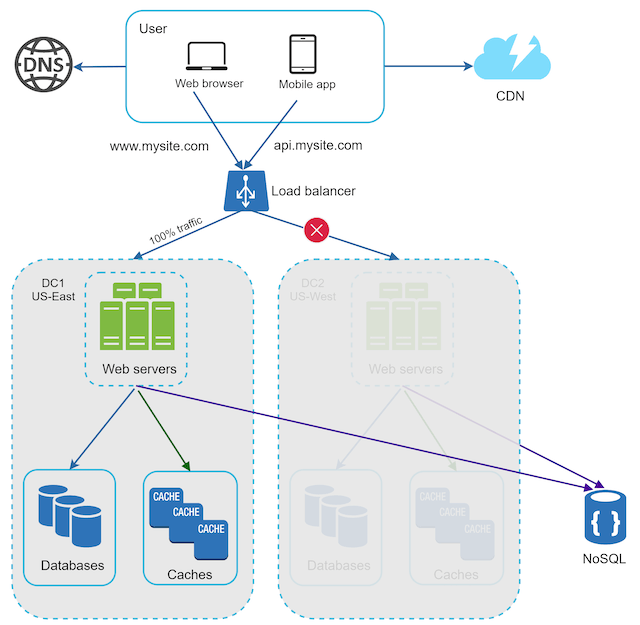 User
DNS
Web browser
Mobile app
CDN
www.mysite.com
api.mysite.com
Load balancer
100% traffic
DC1
US-East
DC2
US-West
Web servers
Web servers
CACHE
CACHE
CACHE
CACHE
CACHE
CACHE
Databases
Caches
Databases
Caches
{ }
NoSQL